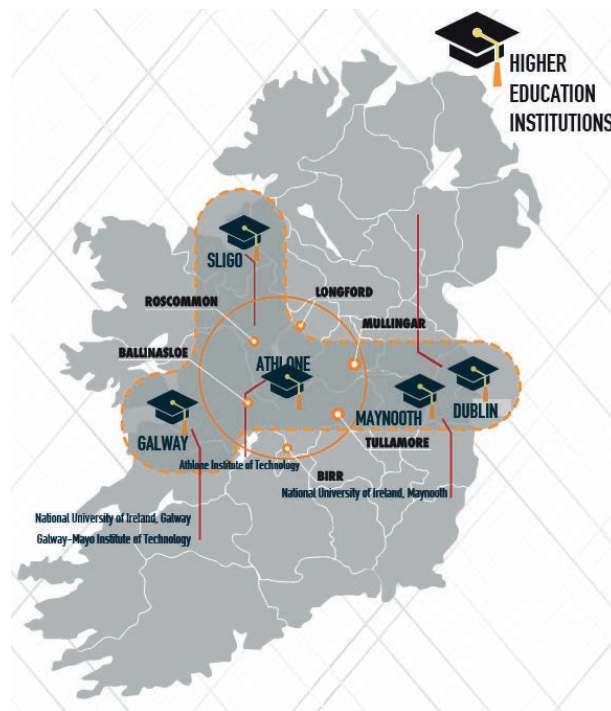 HIGHER
EDUCATION
INSTITUTIONS
SLIGO
LONGFORD
ROSCOMMON
MULLINGAR
BALLINASLOE
ATHLONE
MAYNOOTH
DUBLIN
GALWAY
TULLAMORE
Athlone Institute of Technology
BIRR
National University of Ireland, Maynooth
National University of Ireland, Galway
Galway-Mayo Institute of Technology